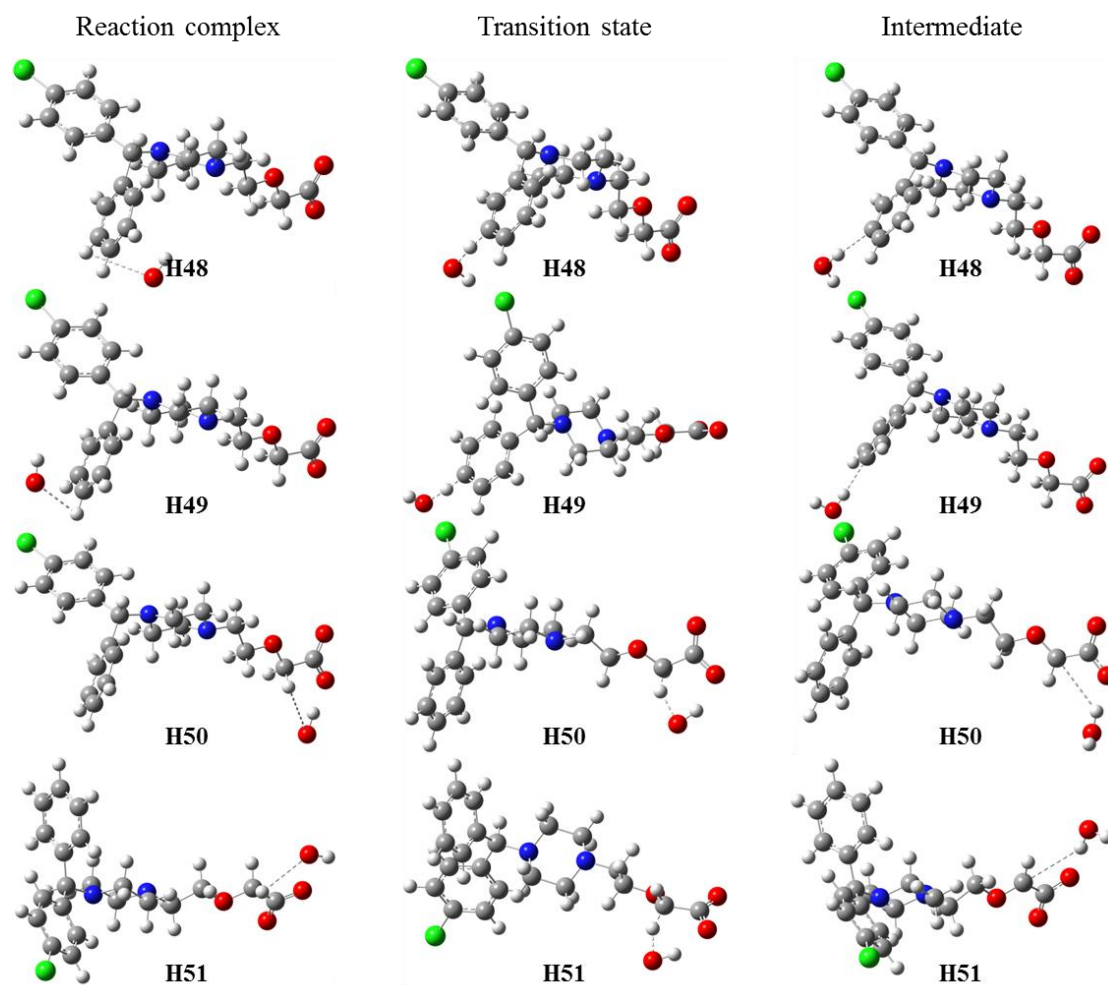 Reaction complex Transition state Intermediate
H48 H48 H48
H49 H49 H49
H50 H50 H50
H51 H51 H51